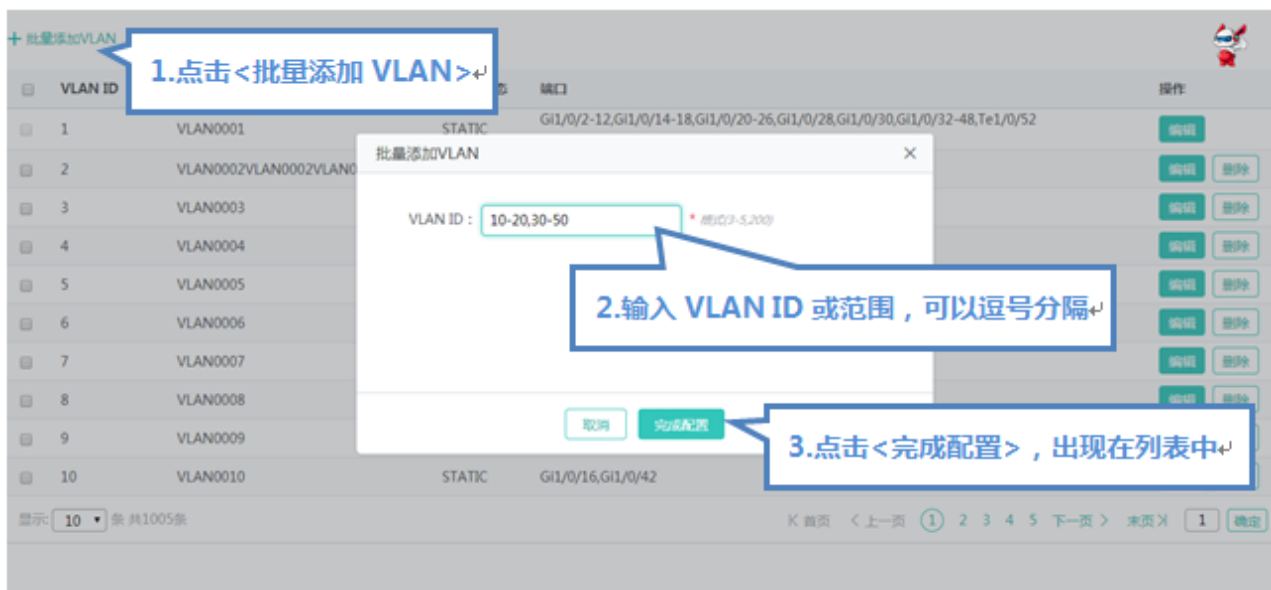 批量添加VLAN
1.点击<批量添加 VLAN>
VLAN ID 端口 操作
1 VLAN0001 STATIC Gi1/0/2-12,Gi1/0/14-18,Gi1/0/20-26,Gi1/0/28,Gi1/0/30,Gi1/0/32-48,Te1/0/52 编辑
批量添加VLAN
2 VLAN0002VLAN0002VLAN0 编辑 删除
3 VLAN0003 编辑 删除
VLAN ID: 10-20,30-50 * 格式(3-5,200)
4 VLAN0004 编辑 删除
5 VLAN0005 编辑 删除
2.输入 VLAN ID 或范围，可以逗号分隔
6 VLAN0006 编辑 删除
7 VLAN0007 编辑 删除
8 VLAN0008 编辑 删除
取消 完成配置
9 VLAN0009
3.点击<完成配置>，出现在列表中
10 VLAN0010 STATIC Gi1/0/16,Gi1/0/42
显示: 10 条 共1005条 首页 上一页 1 2 3 4 5 下一页 末页 1 确定